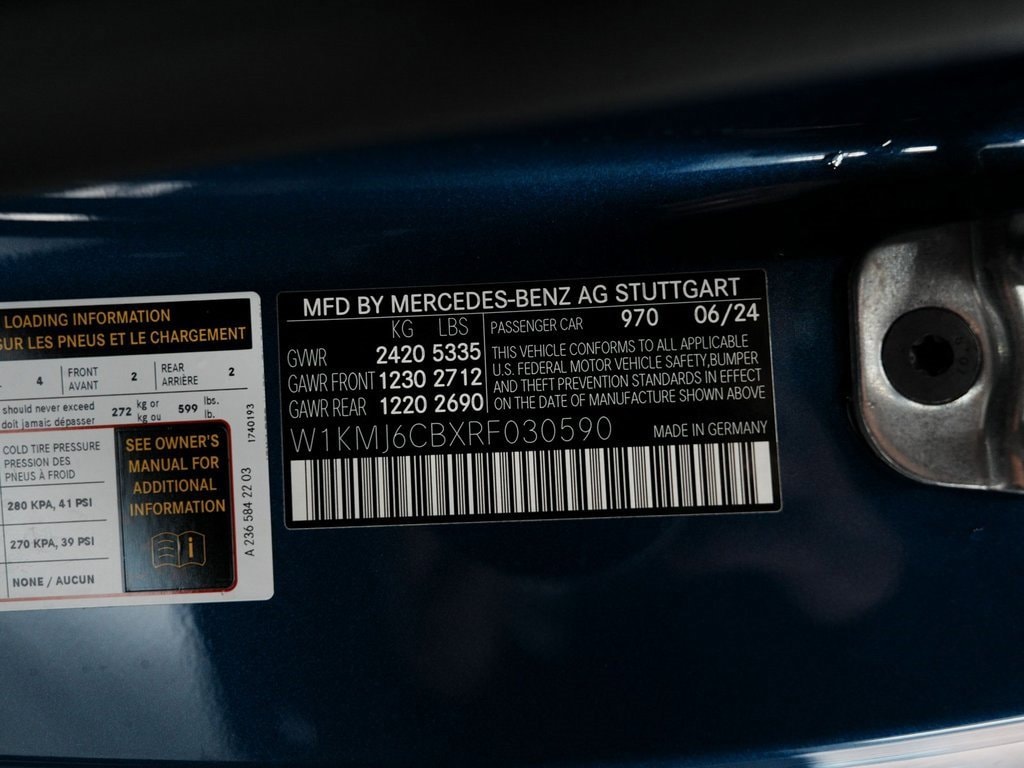 LOADING INFORMATION
SUR LES PNEUS ET LE CHARGEMENT
4 FRONT AVANT 2 REAR ARRIÈRE 2
should never exceed 272 kg or 599 lbs.
doit jamais dépasser kg ou lb.
COLD TIRE PRESSURE
PRESSION DES
PNEUS À FROID
280 KPA, 41 PSI
270 KPA, 39 PSI
NONE / AUCUN
SEE OWNER'S
MANUAL FOR
ADDITIONAL
INFORMATION
A 236 584 22 03
1740193
MFD BY MERCEDES-BENZ AG STUTTGART
KG LBS
GVWR 2420 5335
GAWR FRONT 1230 2712
GAWR REAR 1220 2690
PASSENGER CAR 970 06/24
THIS VEHICLE CONFORMS TO ALL APPLICABLE
U.S. FEDERAL MOTOR VEHICLE SAFETY,BUMPER
AND THEFT PREVENTION STANDARDS IN EFFECT
ON THE DATE OF MANUFACTURE SHOWN ABOVE
W1KMJ6CBXRF030590 MADE IN GERMANY
10.9